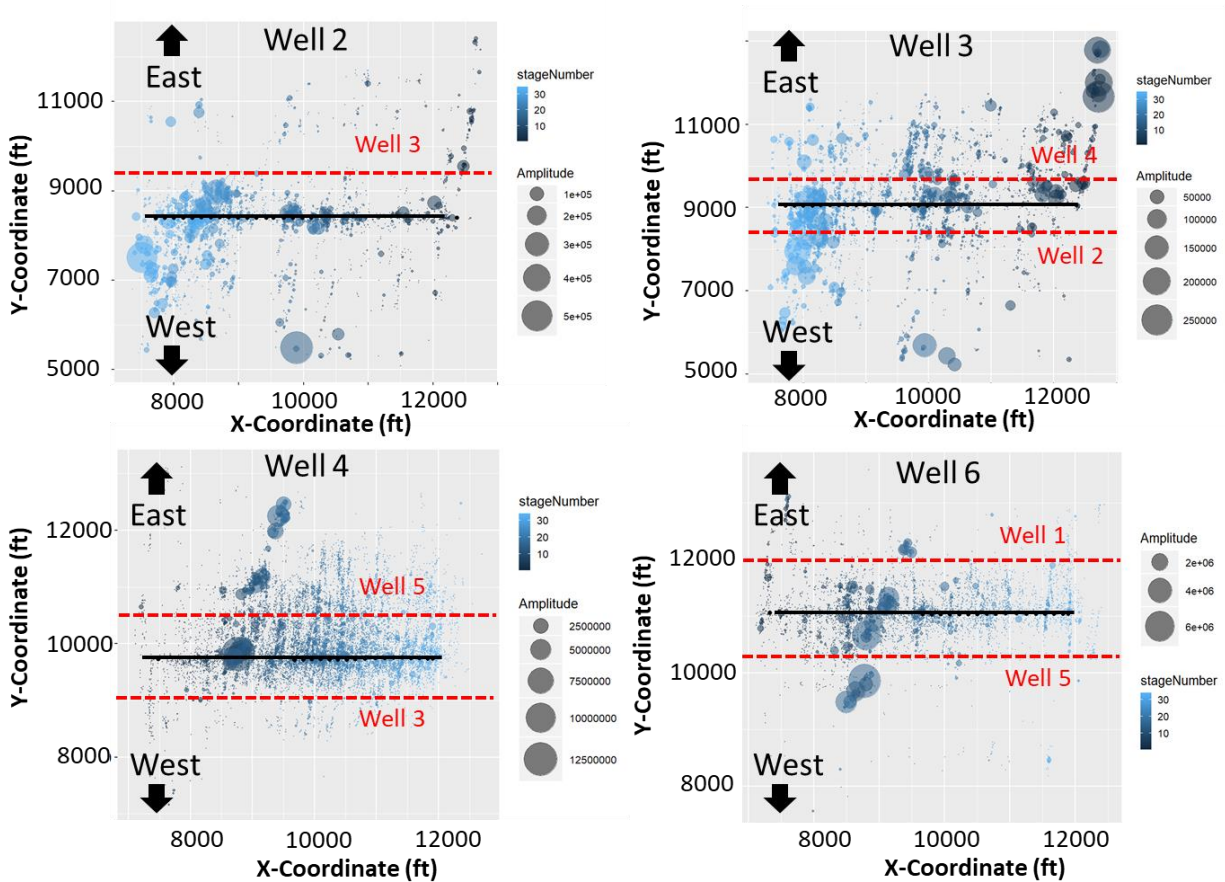 Well 2
East
West
Well 3
Y-Coordinate (ft)
11000
9000
7000
5000
8000
10000
12000
X-Coordinate (ft)
stageNumber
30
20
10
Amplitude
1e+05
2e+05
3e+05
4e+05
5e+05
Well 3
East
West
Well 4
Well 2
Y-Coordinate (ft)
11000
9000
7000
5000
8000
10000
12000
X-Coordinate (ft)
stageNumber
30
20
10
Amplitude
50000
100000
150000
200000
250000
Well 4
East
West
Well 5
Well 3
Y-Coordinate (ft)
12000
10000
8000
8000
10000
12000
X-Coordinate (ft)
stageNumber
30
20
10
Amplitude
2500000
5000000
7500000
10000000
12500000
Well 6
East
West
Well 1
Well 5
Y-Coordinate (ft)
12000
10000
8000
8000
10000
12000
X-Coordinate (ft)
Amplitude
2e+06
4e+06
6e+06
stageNumber
30
20
10